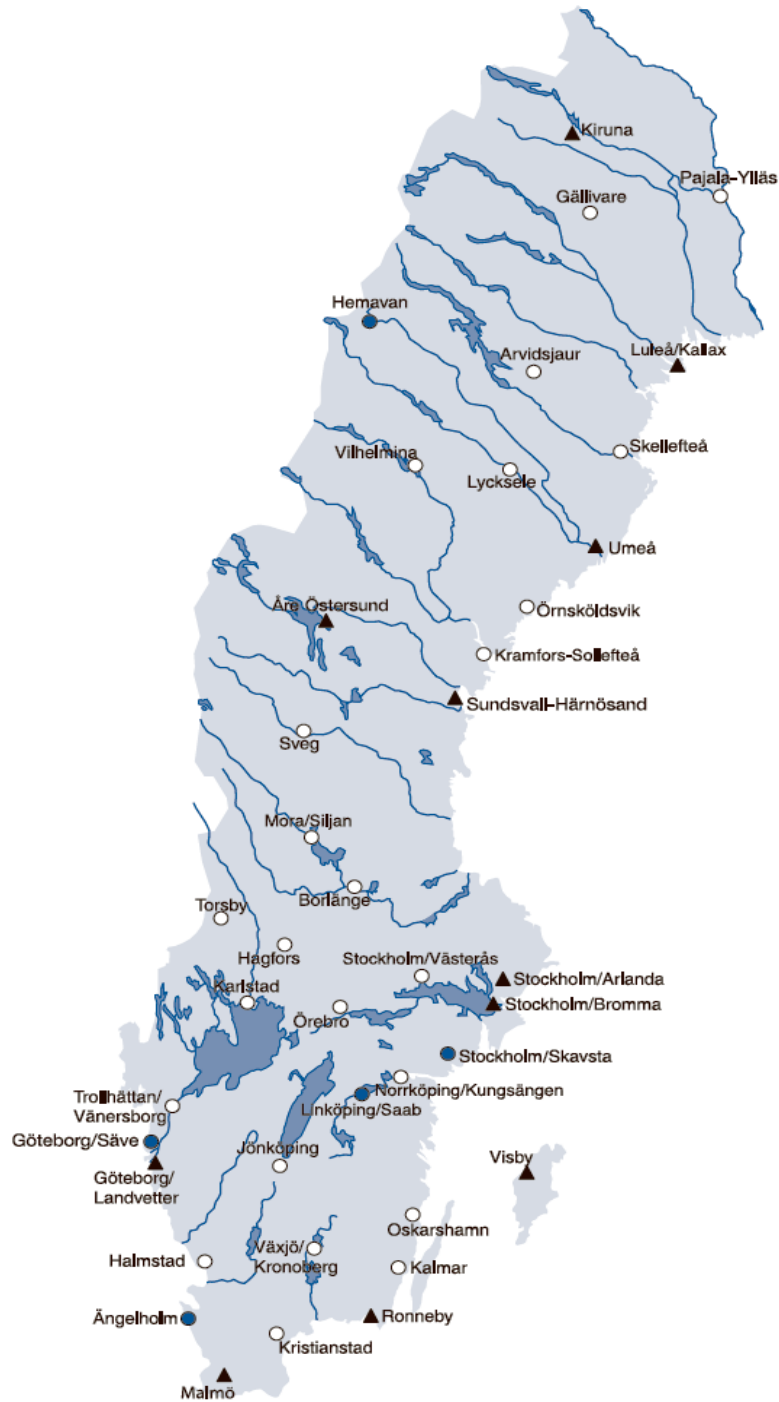 Kiruna
Pajala-Ylläs
Gällivare
Hemavan
Luleå/Kallax
Arvidsjaur
Skellefteå
Vilhelmina
Lycksele
Umeå
Åre Östersund
Örnsköldsvik
Kramfors-Sollefteå
Sundsvall-Härnösand
Sveg
Mora/Siljan
Borlänge
Torsby
Hagfors
Stockholm/Västerås
Stockholm/Arlanda
Karlstad
Stockholm/Bromma
Örebro
Stockholm/Skavsta
Norrköping/Kungsängen
Linköping/Saab
Trollhättan/
Vänersborg
Göteborg/Säve
Jönköping
Visby
Göteborg/
Landvetter
Oskarshamn
Växjö/
Kronoberg
Halmstad
Kalmar
Ängelholm
Ronneby
Kristianstad
Malmö